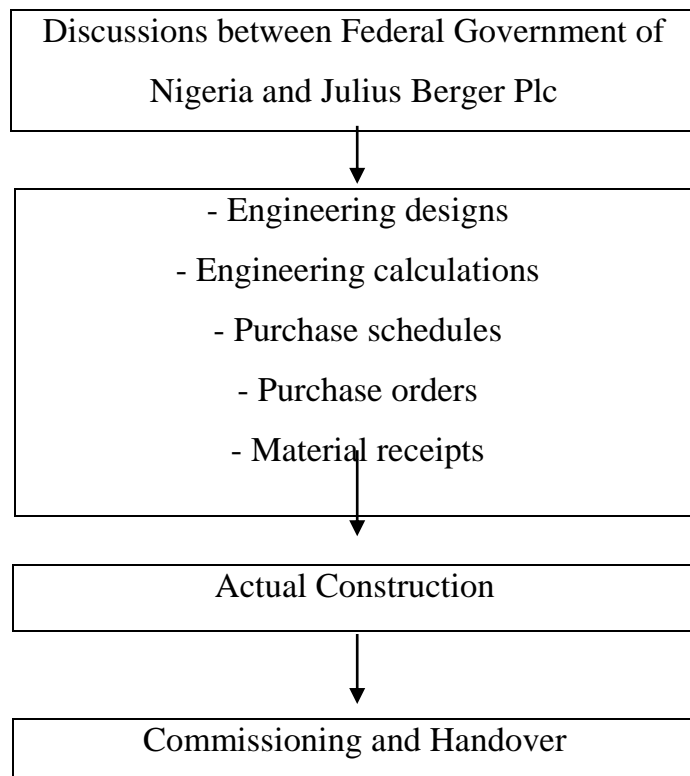 Discussions between Federal Government of
Nigeria and Julius Berger Plc
- Engineering designs
- Engineering calculations
- Purchase schedules
- Purchase orders
- Material receipts
Actual Construction
Commissioning and Handover